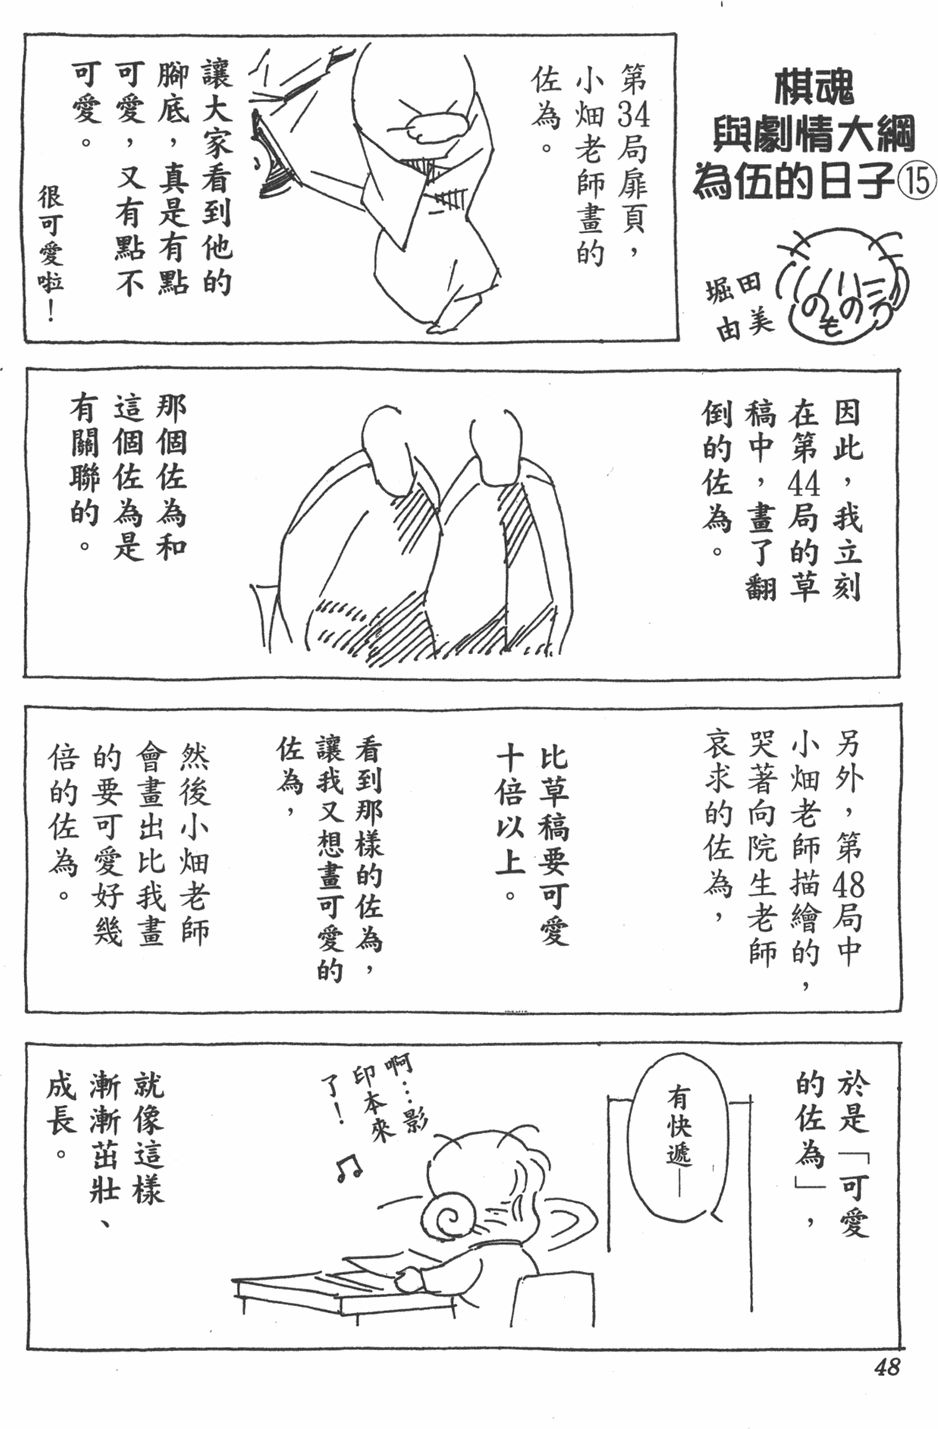 棋魂
與劇情大綱
為伍的日子⑮
堀田
由美
のものう
第34局扉頁，
小畑老師畫的
佐為。
讓大家看到他的
腳底，真是有點
可愛，又有點不
可愛。
很可愛啦！
因此，我立刻
在第44局的草
稿中，畫了翻
倒的佐為。
那個佐為和
這個佐為是
有關聯的。
另外，第48局中
小畑老師描繪的，
哭著向院生老師
哀求的佐為，
比草稿要可愛
十倍以上。
看到那樣的佐為，
讓我又想畫可愛的
佐為，
然後小畑老師
會畫出比我畫
的要可愛好幾
倍的佐為。
於是「可愛
的佐為」，
有快遞—
啊…影
印本來
了！
就像這樣
漸漸茁壯、
成長。
48